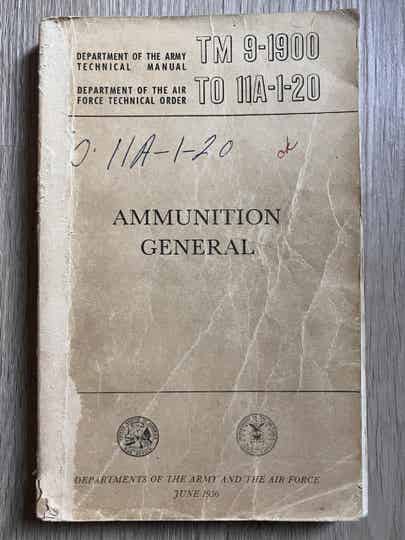 DEPARTMENT OF THE ARMY
TECHNICAL MANUAL
TM 9-1900
DEPARTMENT OF THE AIR
FORCE TECHNICAL ORDER
TO 11A-1-20
O. 11A-1-20
ok
AMMUNITION
GENERAL
DEPARTMENTS OF THE ARMY AND THE AIR FORCE
JUNE 1956